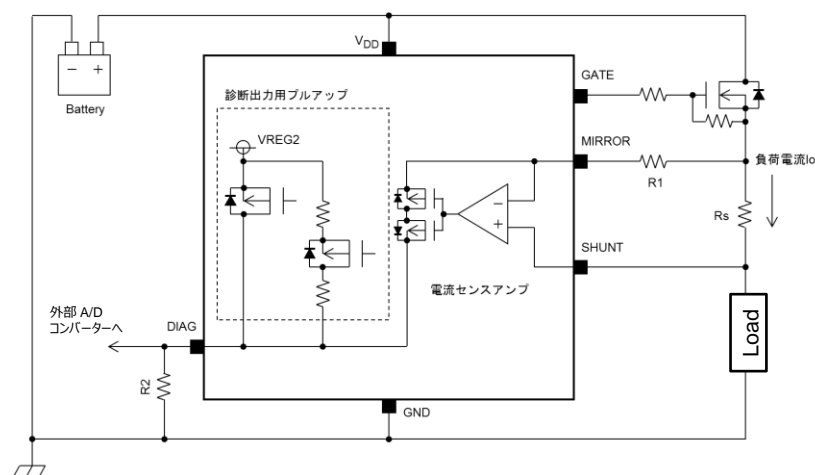 VDD
GATE
− +
Battery
診断出力用プルアップ
VREG2
MIRROR
R1
負荷電流Io
Rs
−
+
SHUNT
電流センスアンプ
外部 A/D
コンバーターへ
DIAG
R2
Load
GND